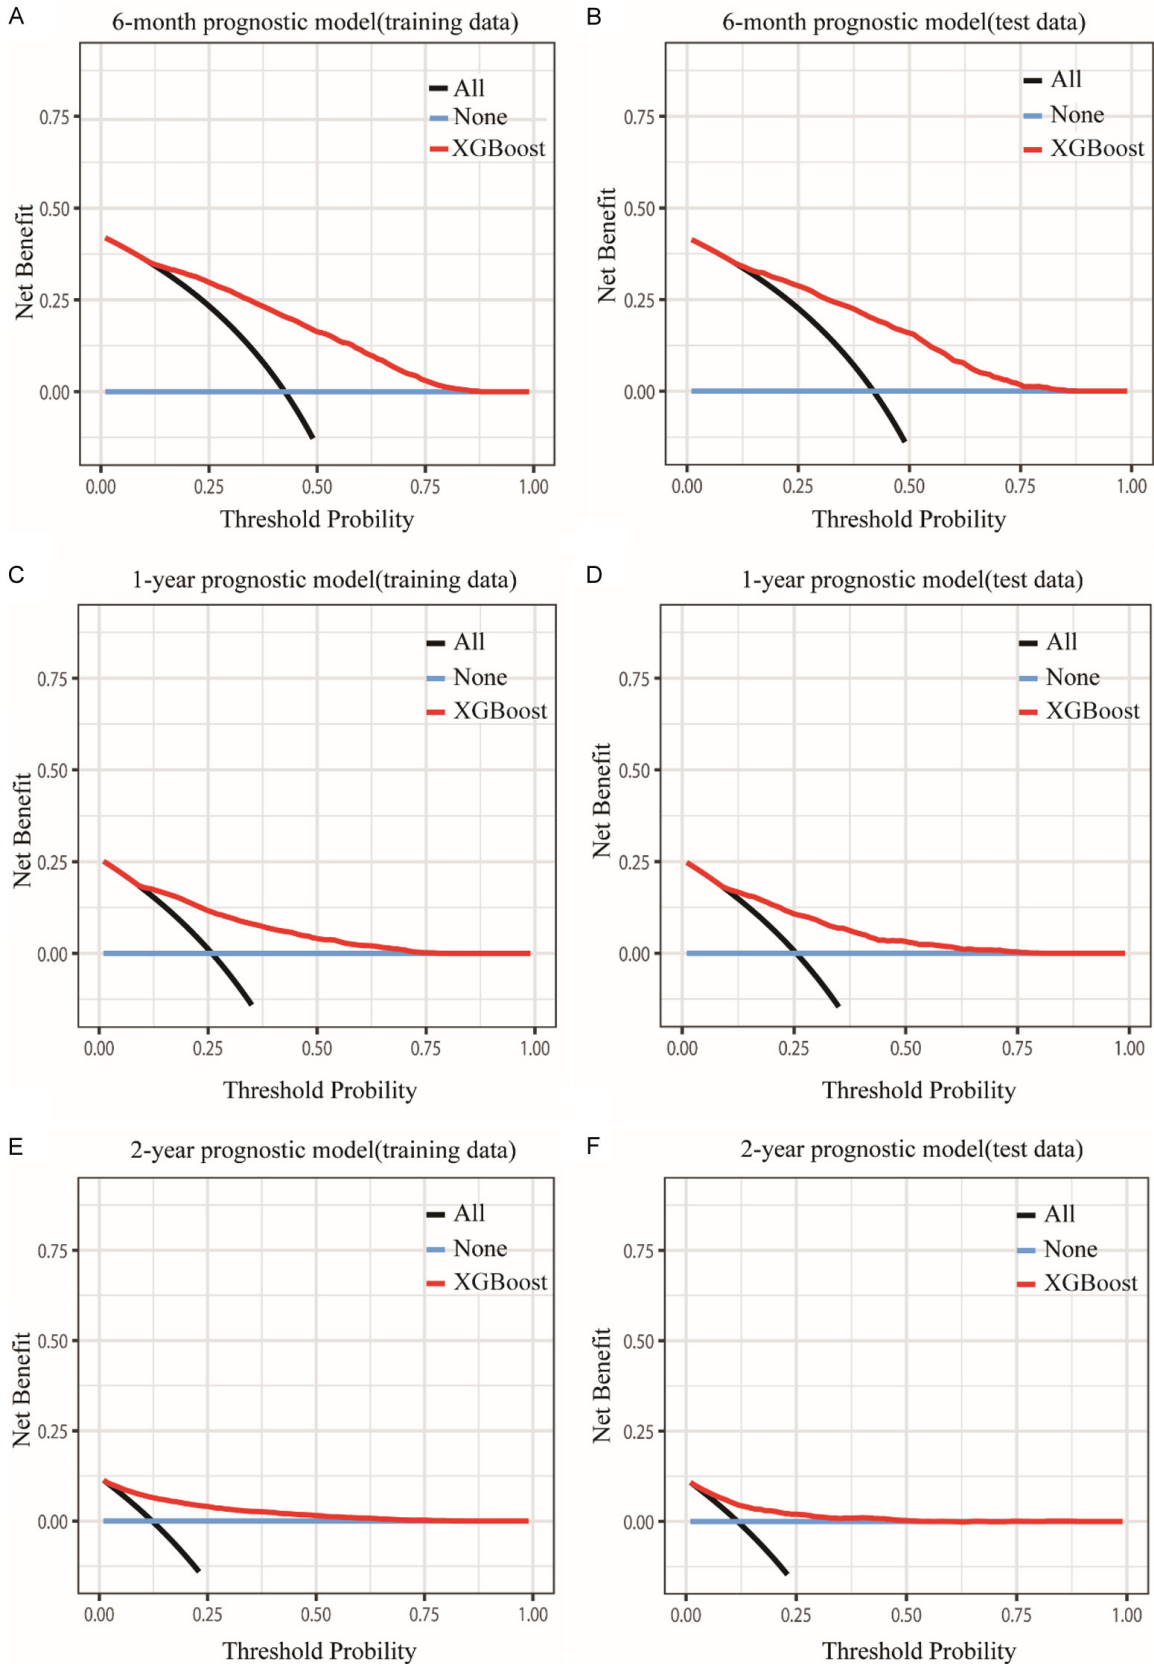 A
6-month prognostic model(training data)
All
None
XGBoost
0.75
0.50
0.25
0.00
Net Benefit
0.00 0.25 0.50 0.75 1.00
Threshold Probility
B
6-month prognostic model(test data)
All
None
XGBoost
0.75
0.50
0.25
0.00
Net Benefit
0.00 0.25 0.50 0.75 1.00
Threshold Probility
C
1-year prognostic model(training data)
All
None
XGBoost
0.75
0.50
0.25
0.00
Net Benefit
0.00 0.25 0.50 0.75 1.00
Threshold Probility
D
1-year prognostic model(test data)
All
None
XGBoost
0.75
0.50
0.25
0.00
Net Benefit
0.00 0.25 0.50 0.75 1.00
Threshold Probility
E
2-year prognostic model(training data)
All
None
XGBoost
0.75
0.50
0.25
0.00
Net Benefit
0.00 0.25 0.50 0.75 1.00
Threshold Probility
F
2-year prognostic model(test data)
All
None
XGBoost
0.75
0.50
0.25
0.00
Net Benefit
0.00 0.25 0.50 0.75 1.00
Threshold Probility